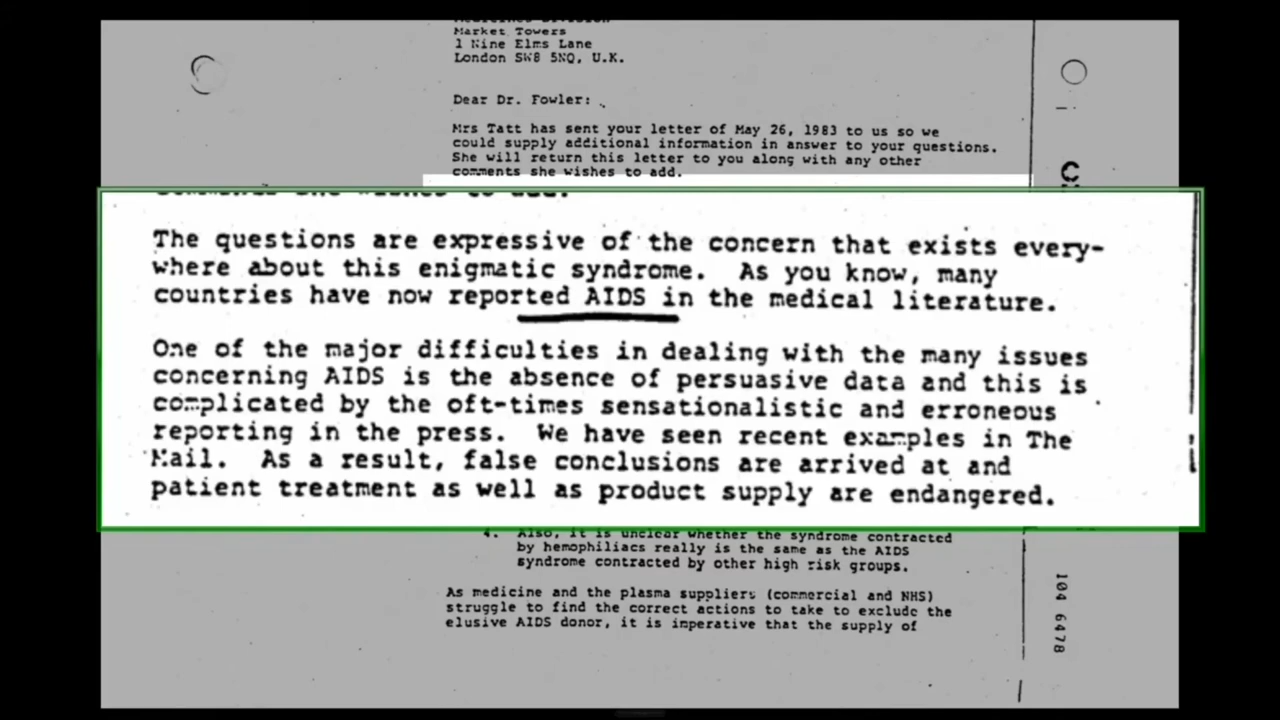 Medicines Division
Market Towers
1 Nine Elms Lane
London SW8 5NQ, U.K.
Dear Dr. Fowler:
Mrs Tatt has sent your letter of May 26, 1983 to us so we
could supply additional information in answer to your questions.
She will return this letter to you along with any other
comments she wishes to add.
comments she wishes to add.
The questions are expressive of the concern that exists every-
where about this enigmatic syndrome. As you know, many
countries have now reported AIDS in the medical literature.
One of the major difficulties in dealing with the many issues
concerning AIDS is the absence of persuasive data and this is
complicated by the oft-times sensationalistic and erroneous
reporting in the press. We have seen recent examples in The
Mail. As a result, false conclusions are arrived at and
patient treatment as well as product supply are endangered.
4. Also, it is unclear whether the syndrome contracted
by hemophiliacs really is the same as the AIDS
syndrome contracted by other high risk groups.
As medicine and the plasma suppliers (commercial and NHS)
struggle to find the correct actions to take to exclude the
elusive AIDS donor, it is imperative that the supply of
104 6478